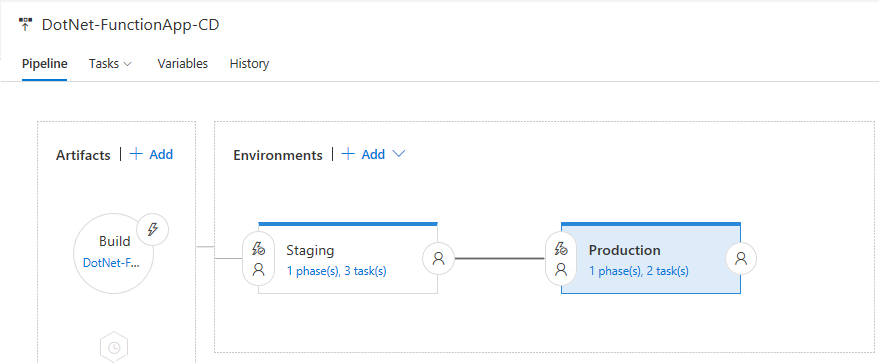 DotNet-FunctionApp-CD
Pipeline Tasks Variables History
Artifacts | + Add
Environments | + Add
Build
DotNet-F...
Staging
1 phase(s), 3 task(s)
Production
1 phase(s), 2 task(s)